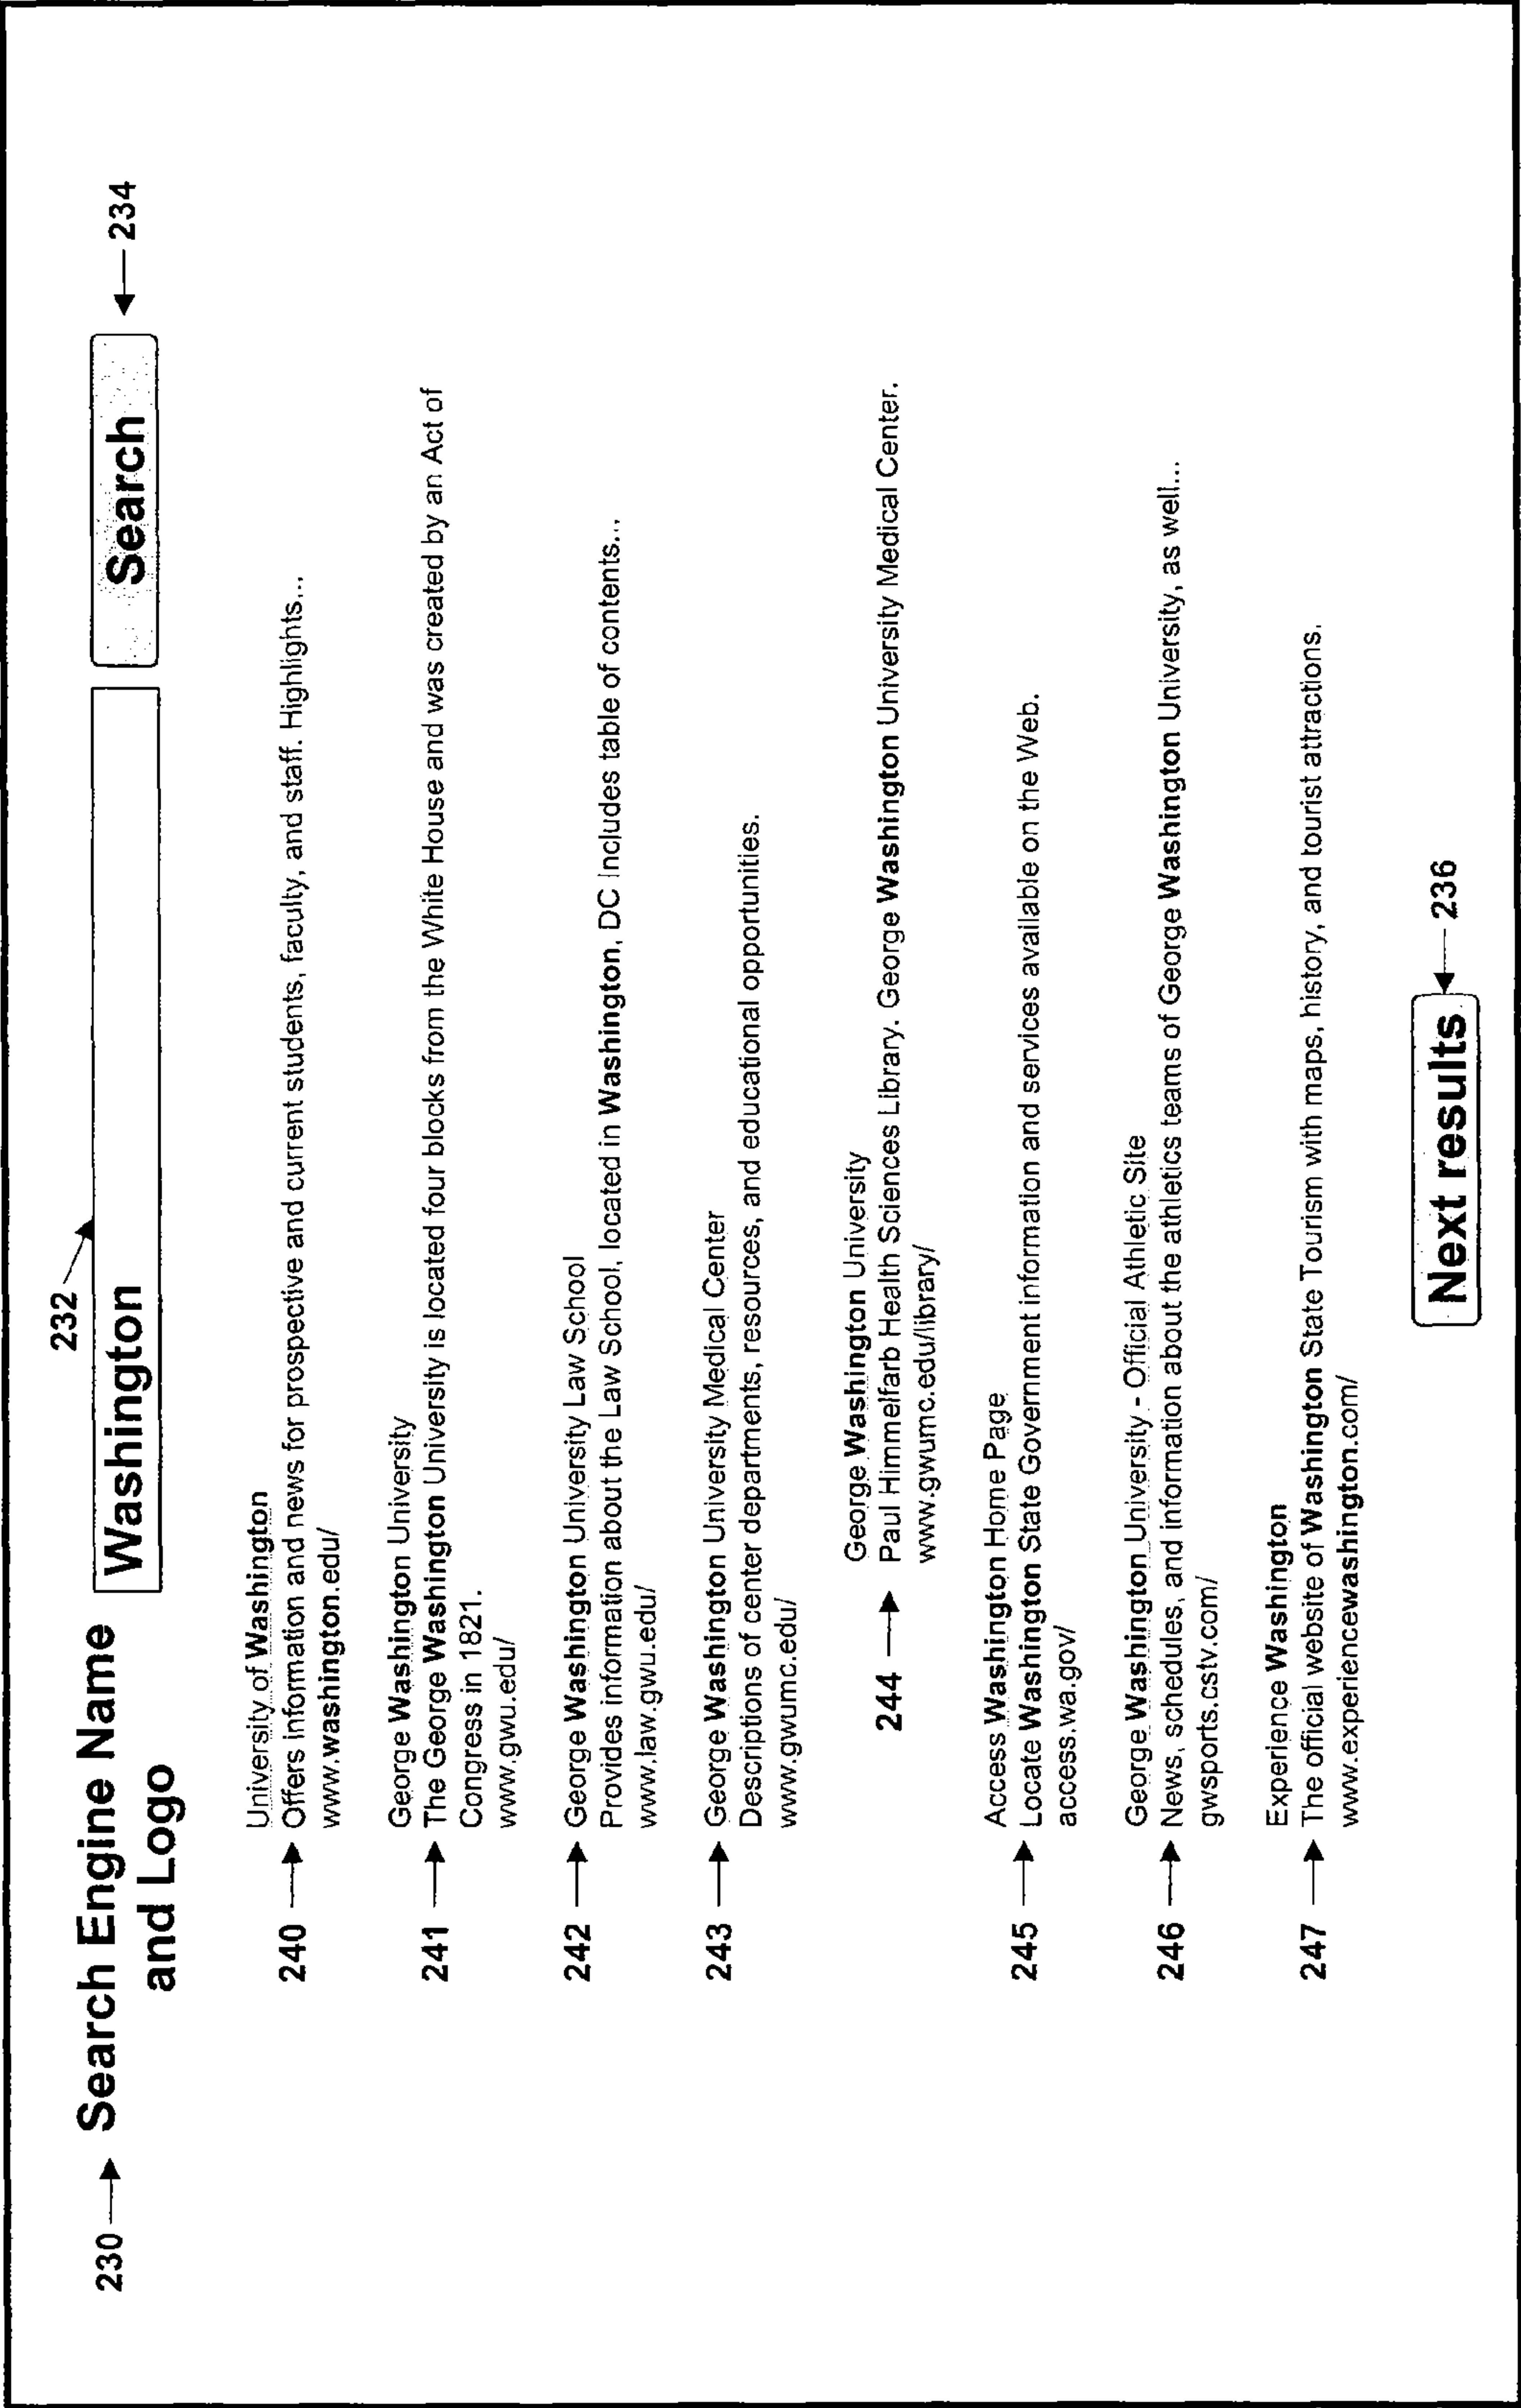 232
230 Search Engine Name Washington Search 234
and Logo
University of Washington
240 Offers information and news for prospective and current students, faculty, and staff. Highlights...
www.washington.edu/
George Washington University
241 The George Washington University is located four blocks from the White House and was created by an Act of
Congress in 1821.
www.gwu.edu/
242 George Washington University Law School
Provides information about the Law School, located in Washington, DC Includes table of contents...
www.law.gwu.edu/
243 George Washington University Medical Center
Descriptions of center departments, resources, and educational opportunities.
www.gwumc.edu/
George Washington University
244 Paul Himmelfarb Health Sciences Library. George Washington University Medical Center.
www.gwumc.edu/library/
Access Washington Home Page
245 Locate Washington State Government information and services available on the Web.
access.wa.gov/
George Washington University - Official Athletic Site
246 News, schedules, and information about the athletics teams of George Washington University, as well...
gwsports.cstv.com/
Experience Washington
247 The official website of Washington State Tourism with maps, history, and tourist attractions.
www.experiencewashington.com/
Next results 236